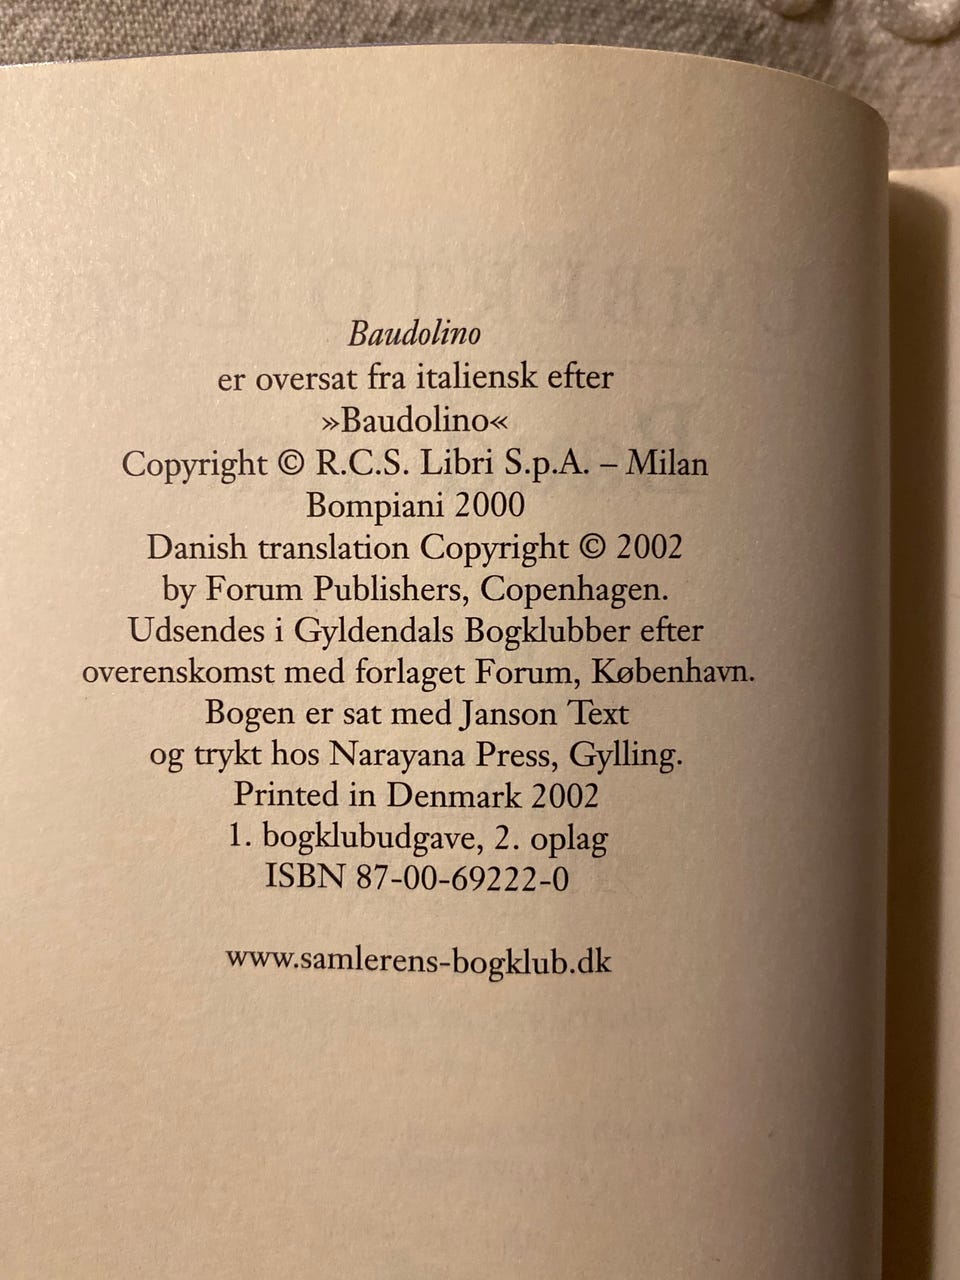 Baudolino
er oversat fra italiensk efter
»Baudolino«
Copyright © R.C.S. Libri S.p.A. – Milan
Bompiani 2000
Danish translation Copyright © 2002
by Forum Publishers, Copenhagen.
Udsendes i Gyldendals Bogklubber efter
overenskomst med forlaget Forum, København.
Bogen er sat med Janson Text
og trykt hos Narayana Press, Gylling.
Printed in Denmark 2002
1. bogklubudgave, 2. oplag
ISBN 87-00-69222-0
www.samlerens-bogklub.dk